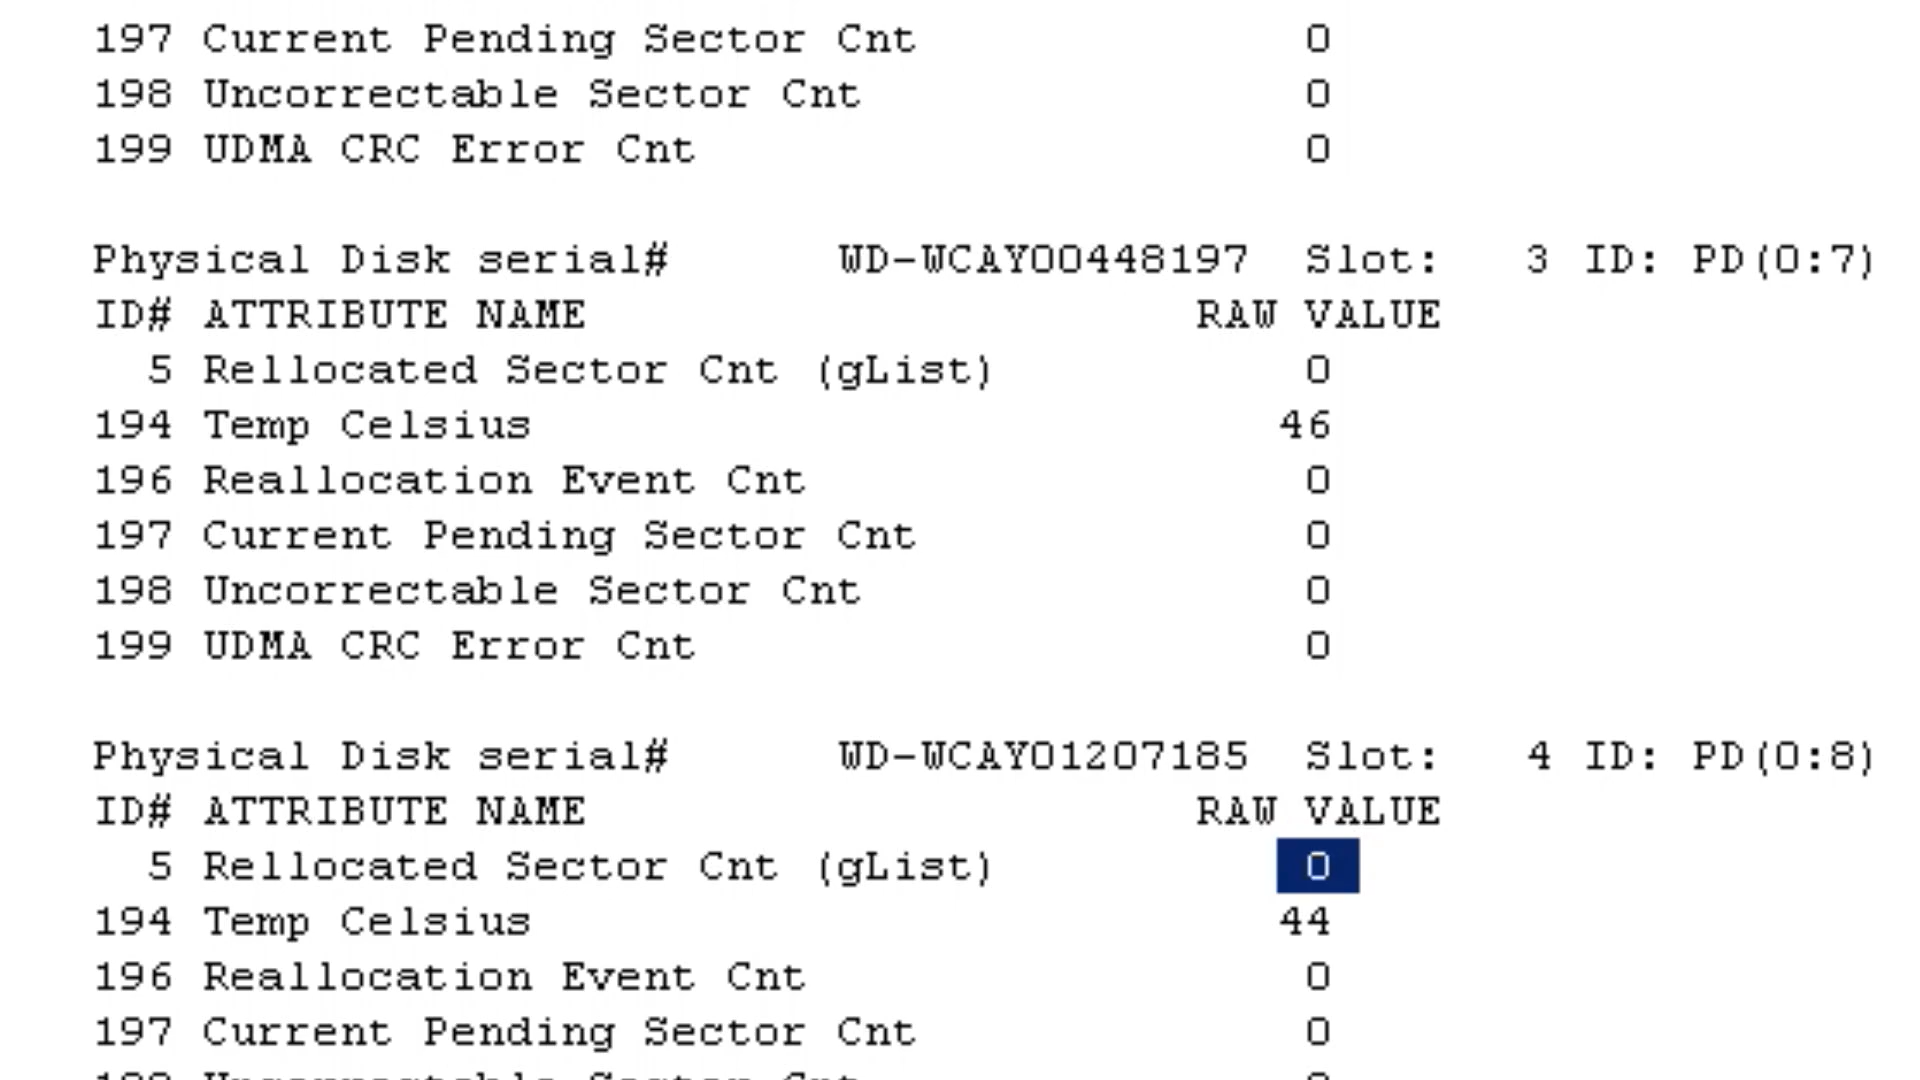 197 Current Pending Sector Cnt 0
198 Uncorrectable Sector Cnt 0
199 UDMA CRC Error Cnt 0
Physical Disk serial# WD-WCAY00448197 Slot: 3 ID: PD(0:7)
ID# ATTRIBUTE NAME RAW VALUE
5 Rellocated Sector Cnt (gList) 0
194 Temp Celsius 46
196 Reallocation Event Cnt 0
197 Current Pending Sector Cnt 0
198 Uncorrectable Sector Cnt 0
199 UDMA CRC Error Cnt 0
Physical Disk serial# WD-WCAY01207185 Slot: 4 ID: PD(0:8)
ID# ATTRIBUTE NAME RAW VALUE
5 Rellocated Sector Cnt (gList) 0
194 Temp Celsius 44
196 Reallocation Event Cnt 0
197 Current Pending Sector Cnt 0